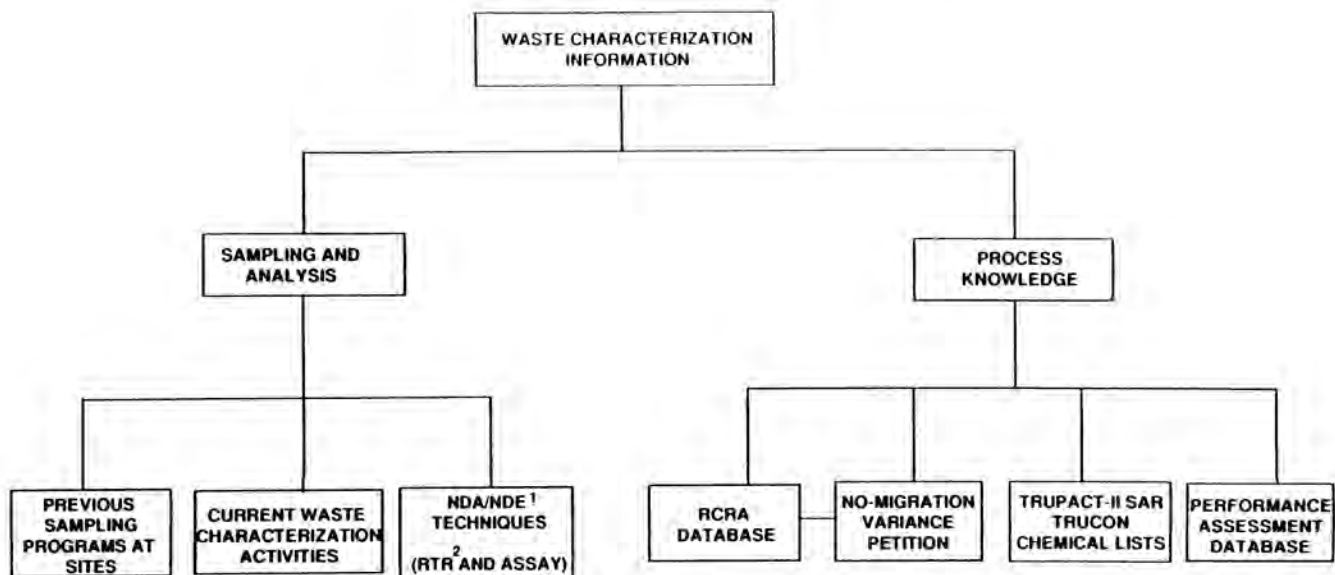 WASTE CHARACTERIZATION
INFORMATION
SAMPLING AND
ANALYSIS
PROCESS
KNOWLEDGE
PREVIOUS
SAMPLING
PROGRAMS AT
SITES
CURRENT WASTE
CHARACTERIZATION
ACTIVITIES
NDA/NDE 1
TECHNIQUES
2
(RTR AND ASSAY)
RCRA
DATABASE
NO-MIGRATION
VARIANCE
PETITION
TRUPACT-II SAR
TRUCON
CHEMICAL LISTS
PERFORMANCE
ASSESSMENT
DATABASE